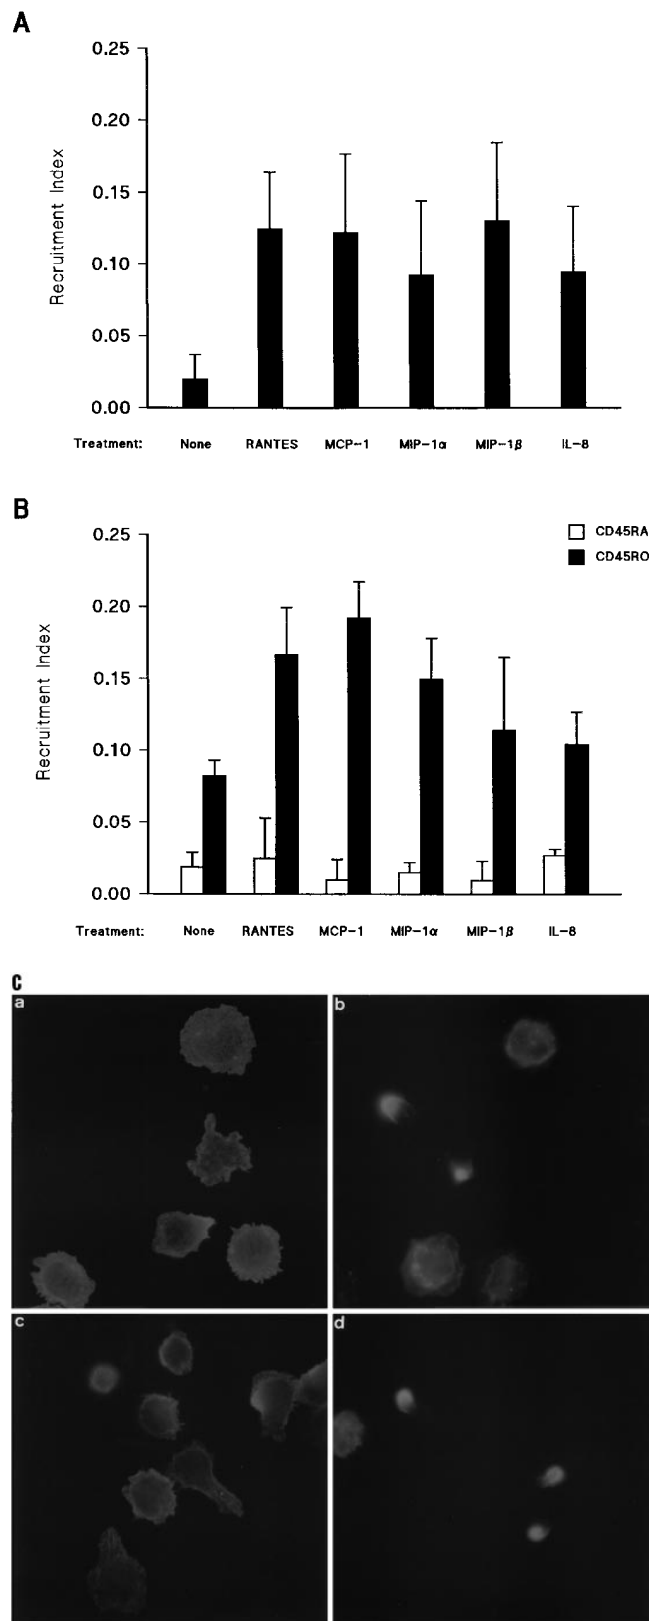 A
0.25
0.20
0.15
0.10
0.05
0.00
Recruitment Index
Treatment: None RANTES MCP-1 MIP-1α MIP-1β IL-8
B
CD45RA
CD45RO
0.25
0.20
0.15
0.10
0.05
0.00
Recruitment Index
Treatment: None RANTES MCP-1 MIP-1α MIP-1β IL-8
C
a
b
c
d